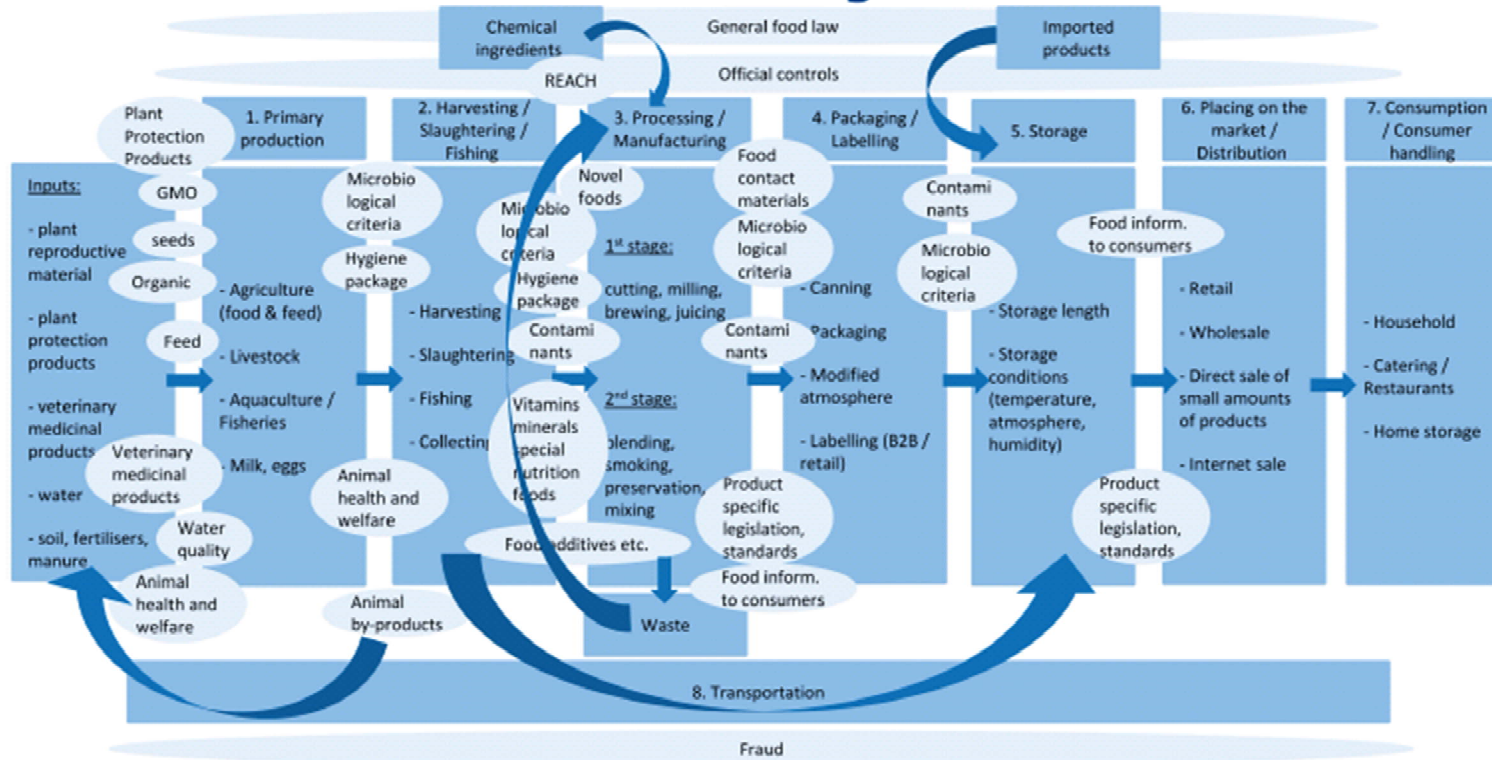 Chemical
ingredients
General food law
Imported
products
REACH
Official controls
Plant
Protection
Products
1. Primary
production
2. Harvesting /
Slaughtering /
Fishing
3. Processing /
Manufacturing
4. Packaging /
Labelling
5. Storage
6. Placing on the
market /
Distribution
7. Consumption
/ Consumer
handling
Inputs:
- plant
reproductive
material
- plant
protection
products
- veterinary
medicinal
products
- water
- soil, fertilisers,
manure
GMO
seeds
Organic
Feed
Veterinary
medicinal
products
Water
quality
Animal
health and
welfare
- Agriculture
(food & feed)
- Livestock
- Aquaculture /
Fisheries
- Milk, eggs
Microbio
logical
criteria
Hygiene
package
Animal
health and
welfare
Animal
by-products
- Harvesting
- Slaughtering
- Fishing
- Collecting
Microbio
logical
criteria
Hygiene
package
Contami
nants
Vitamins
minerals
special
nutrition
foods
Food additives etc.
Novel
foods
1st stage:
cutting, milling,
brewing, juicing
2nd stage:
blending,
smoking,
preservation,
mixing
Waste
Food
contact
materials
Microbio
logical
criteria
Contami
nants
Product
specific
legislation,
standards
Food inform.
to consumers
- Canning
Packaging
- Modified
atmosphere
- Labelling (B2B /
retail)
Contami
nants
Microbio
logical
criteria
- Storage length
- Storage
conditions
(temperature,
atmosphere,
humidity)
Food inform.
to consumers
Product
specific
legislation,
standards
- Retail
- Wholesale
- Direct sale of
small amounts
of products
- Internet sale
- Household
- Catering /
Restaurants
- Home storage
8. Transportation
Fraud